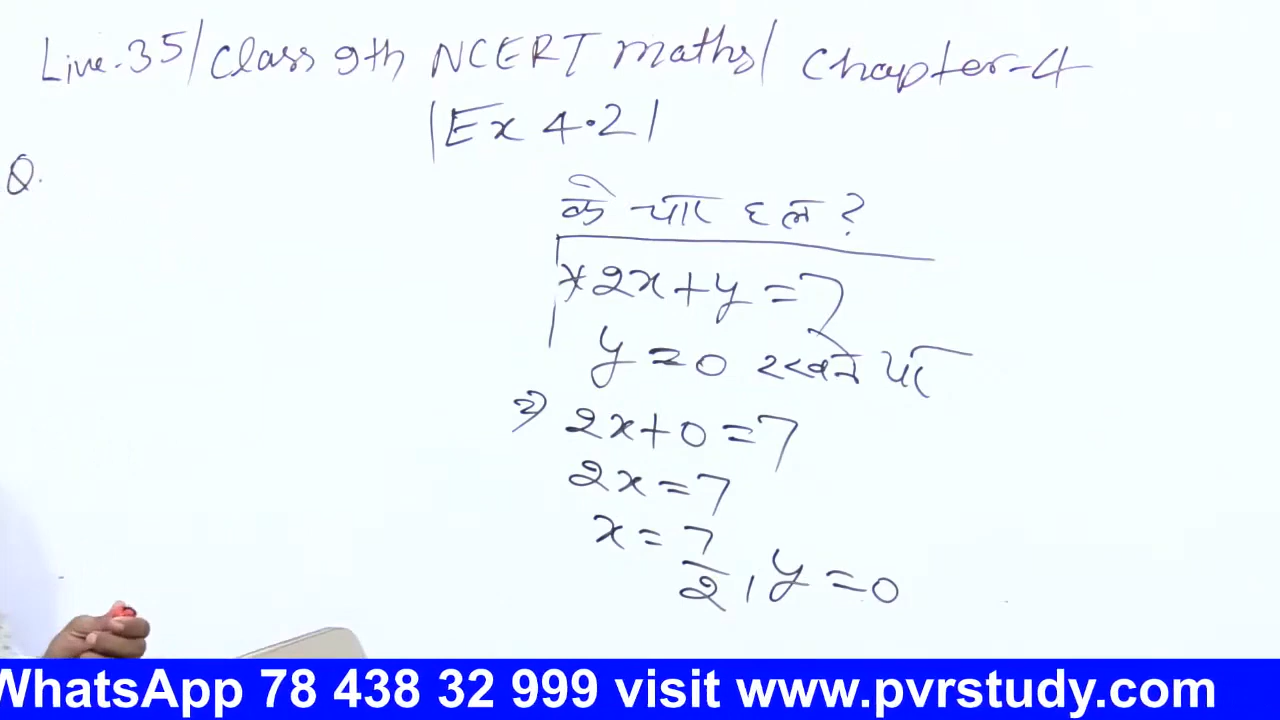 Live-35/Class 9th NCERT maths/ Chapter-4
|Ex 4.2|
Q.
के चार हल ?
* 2x+y=7
y=0 रखने पर
⇒ 2x+0=7
2x=7
x=7/2, y=0
WhatsApp 78 438 32 999 visit www.pvrstudy.com